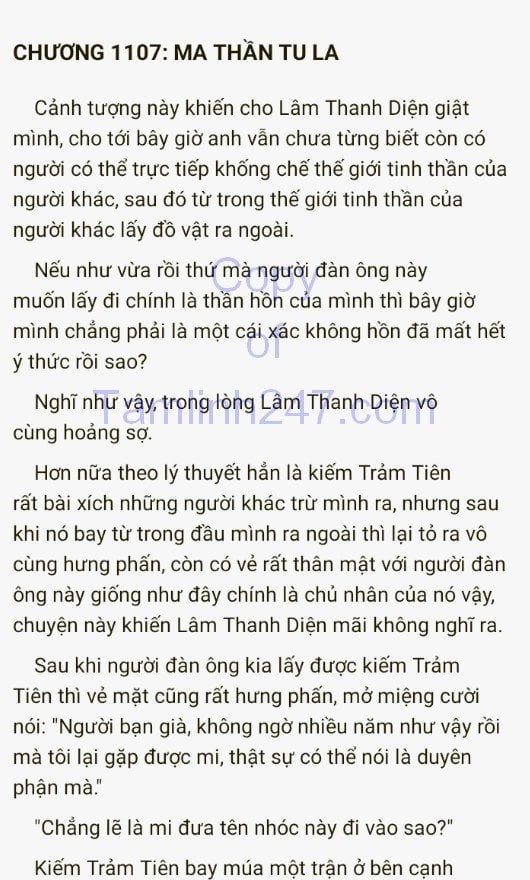 CHƯƠNG 1107: MA THẦN TU LA
Cảnh tượng này khiến cho Lâm Thanh Diện giật
mình, cho tới bây giờ anh vẫn chưa từng biết còn có
người có thể trực tiếp khống chế thế giới tinh thần của
người khác, sau đó từ trong thế giới tinh thần của
người khác lấy đồ vật ra ngoài.
Nếu như vừa rồi thứ mà người đàn ông này
muốn lấy đi chính là thần hồn của mình thì bây giờ
mình chẳng phải là một cái xác không hồn đã mất hết
ý thức rồi sao?
Nghĩ như vậy, trong lòng Lâm Thanh Diện vô
cùng hoảng sợ.
Hơn nữa theo lý thuyết hẳn là kiếm Trảm Tiên
rất bài xích những người khác trừ mình ra, nhưng sau
khi nó bay từ trong đầu mình ra ngoài thì lại tỏ ra vô
cùng hưng phấn, còn có vẻ rất thân mật với người đàn
ông này giống như đây chính là chủ nhân của nó vậy,
chuyện này khiến Lâm Thanh Diện mãi không nghĩ ra.
Sau khi người đàn ông kia lấy được kiếm Trảm
Tiên thì vẻ mặt cũng rất hưng phấn, mở miệng cười
nói: "Người bạn già, không ngờ nhiều năm như vậy rồi
mà tôi lại gặp được mi, thật sự có thể nói là duyên
phận mà."
"Chẳng lẽ là mi đưa tên nhóc này đi vào sao?"
Kiếm Trảm Tiên bay múa một trận ở bên cạnh
Copy
of
Tamlinh247.com